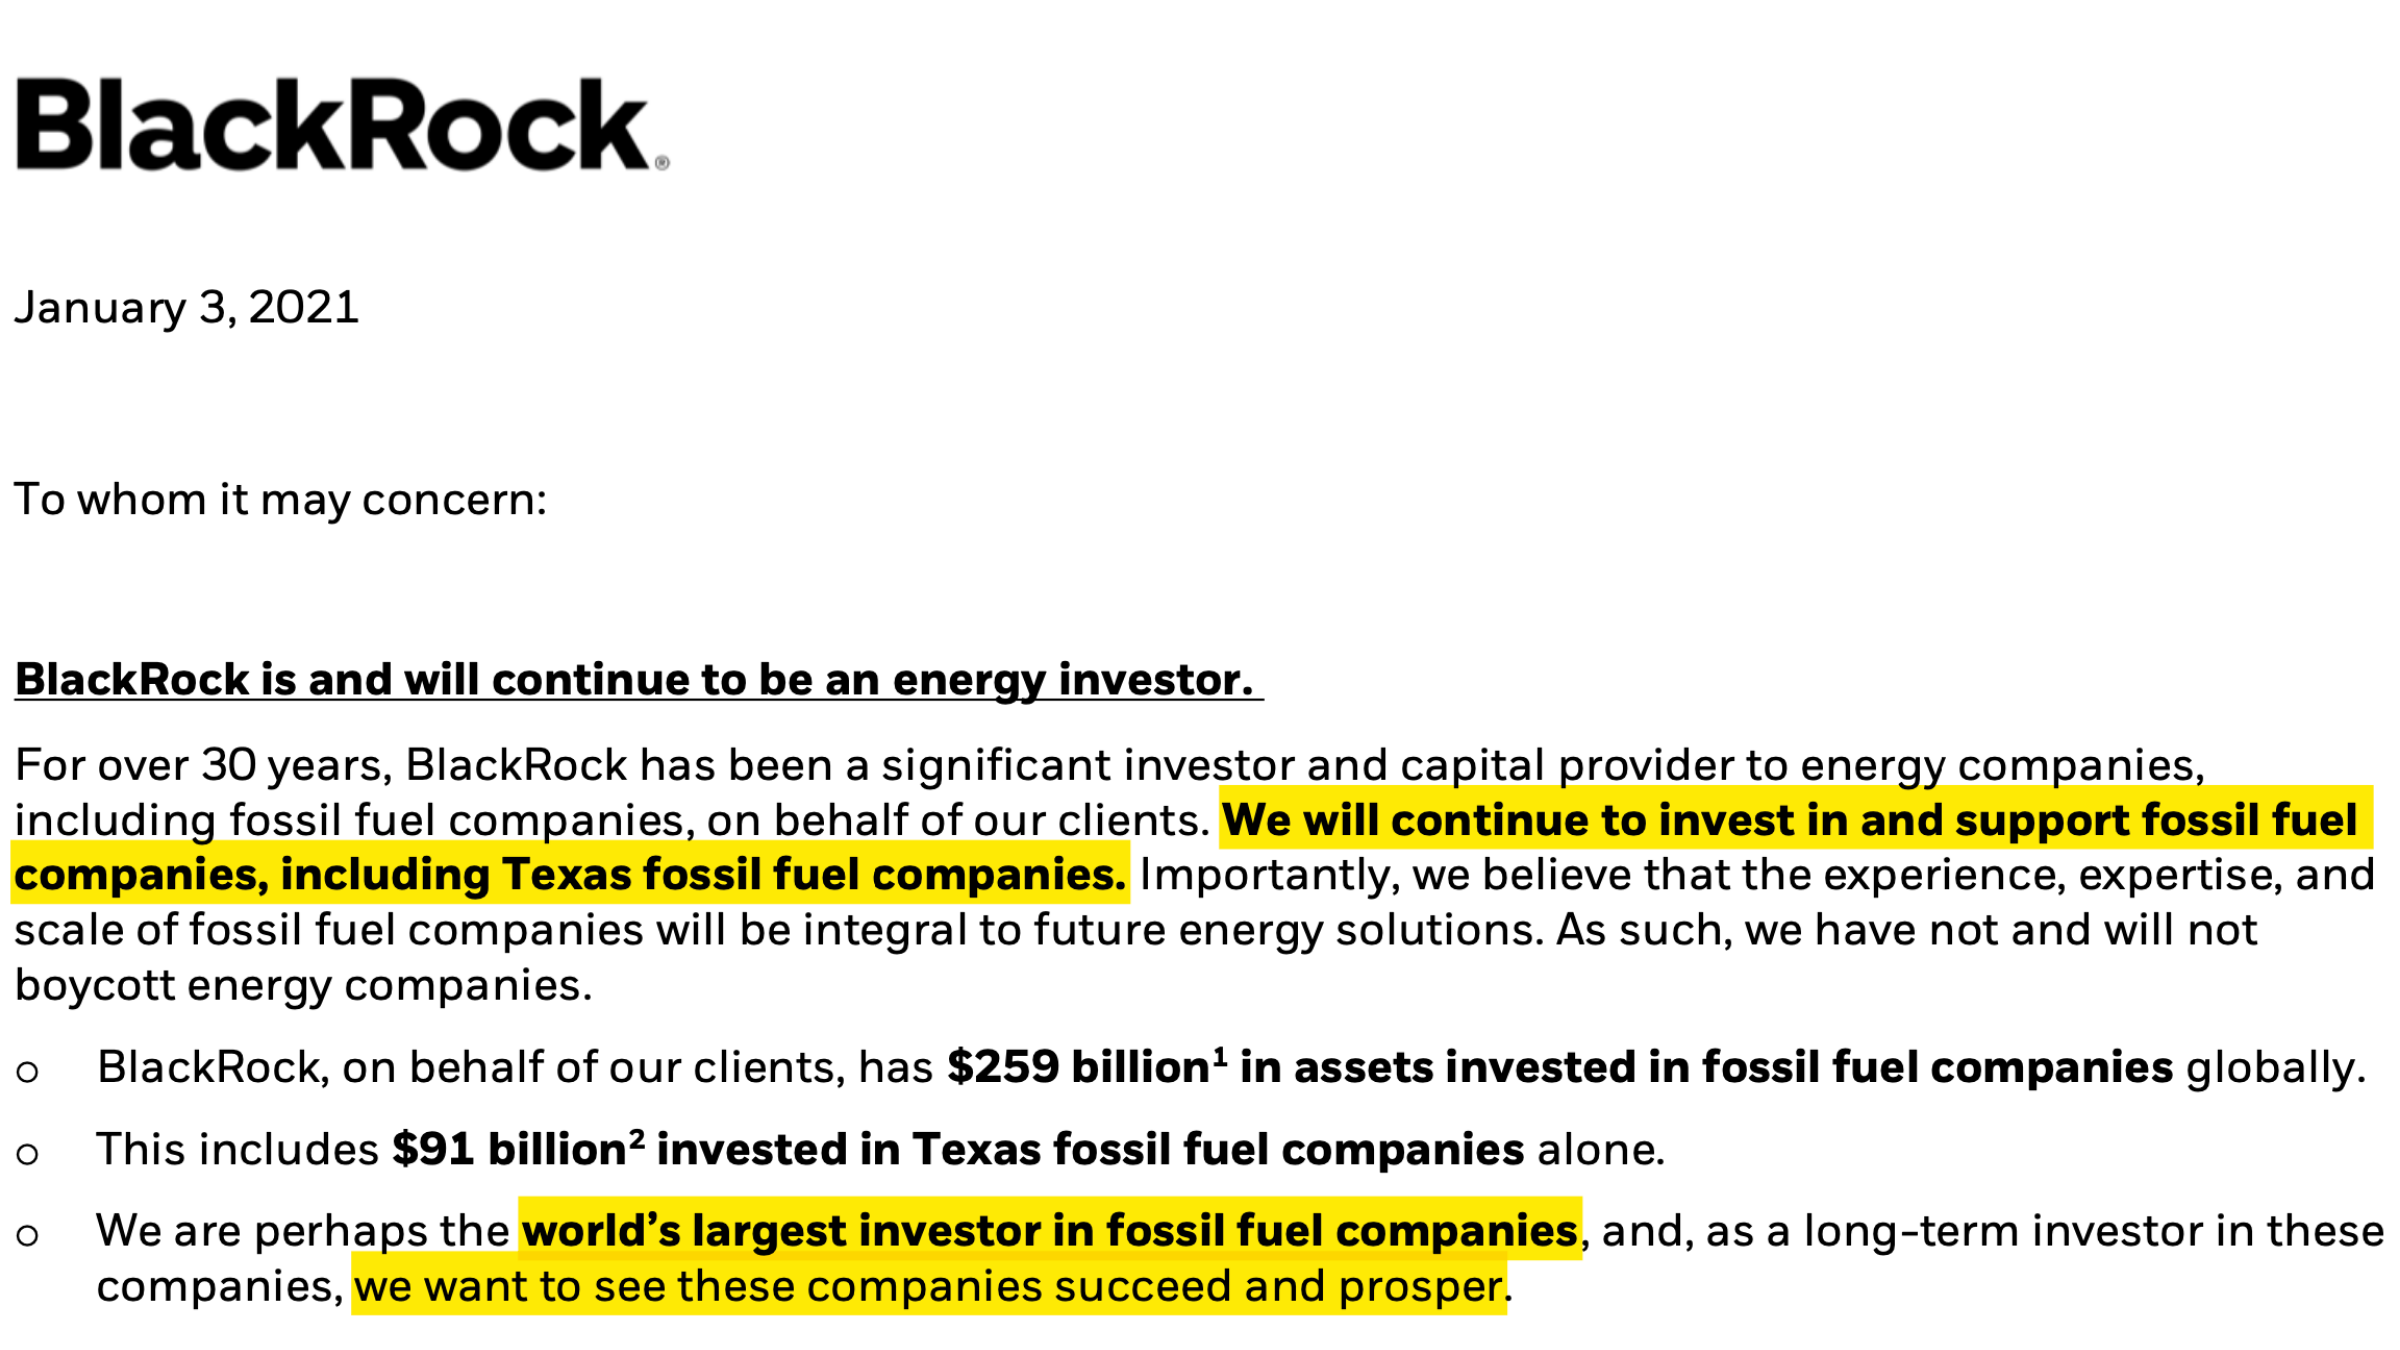 BlackRock®
January 3, 2021
To whom it may concern:
BlackRock is and will continue to be an energy investor.
For over 30 years, BlackRock has been a significant investor and capital provider to energy companies,
including fossil fuel companies, on behalf of our clients. We will continue to invest in and support fossil fuel
companies, including Texas fossil fuel companies. Importantly, we believe that the experience, expertise, and
scale of fossil fuel companies will be integral to future energy solutions. As such, we have not and will not
boycott energy companies.
○ BlackRock, on behalf of our clients, has $259 billion¹ in assets invested in fossil fuel companies globally.
○ This includes $91 billion² invested in Texas fossil fuel companies alone.
○ We are perhaps the world’s largest investor in fossil fuel companies, and, as a long-term investor in these
companies, we want to see these companies succeed and prosper.